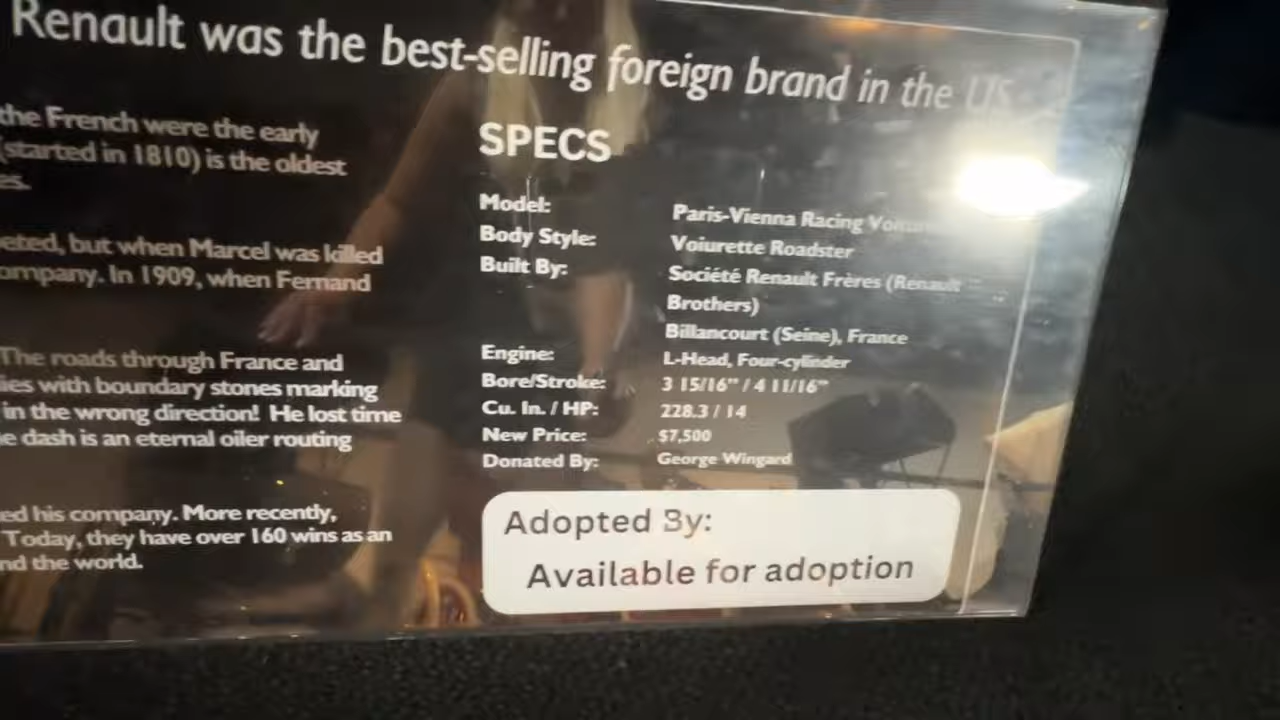 Renault was the best-selling foreign brand in the US
the French were the early
(started in 1810) is the oldest
es.
eted, but when Marcel was killed
ompany. In 1909, when Fernand
The roads through France and
ies with boundary stones marking
in the wrong direction! He lost time
e dash is an eternal oiler routing
ed his company. More recently,
Today, they have over 160 wins as an
nd the world.
SPECS
Model: Paris-Vienna Racing
Body Style: Voiurette Roadster
Built By: Société Renault Frères (Renault
Brothers)
Billancourt (Seine), France
Engine: L-Head, Four-cylinder
Bore/Stroke: 3 15/16” / 4 11/16”
Cu. In. / HP: 228.3 / 14
New Price: $7,500
Donated By: George Wingard
Adopted By:
Available for adoption